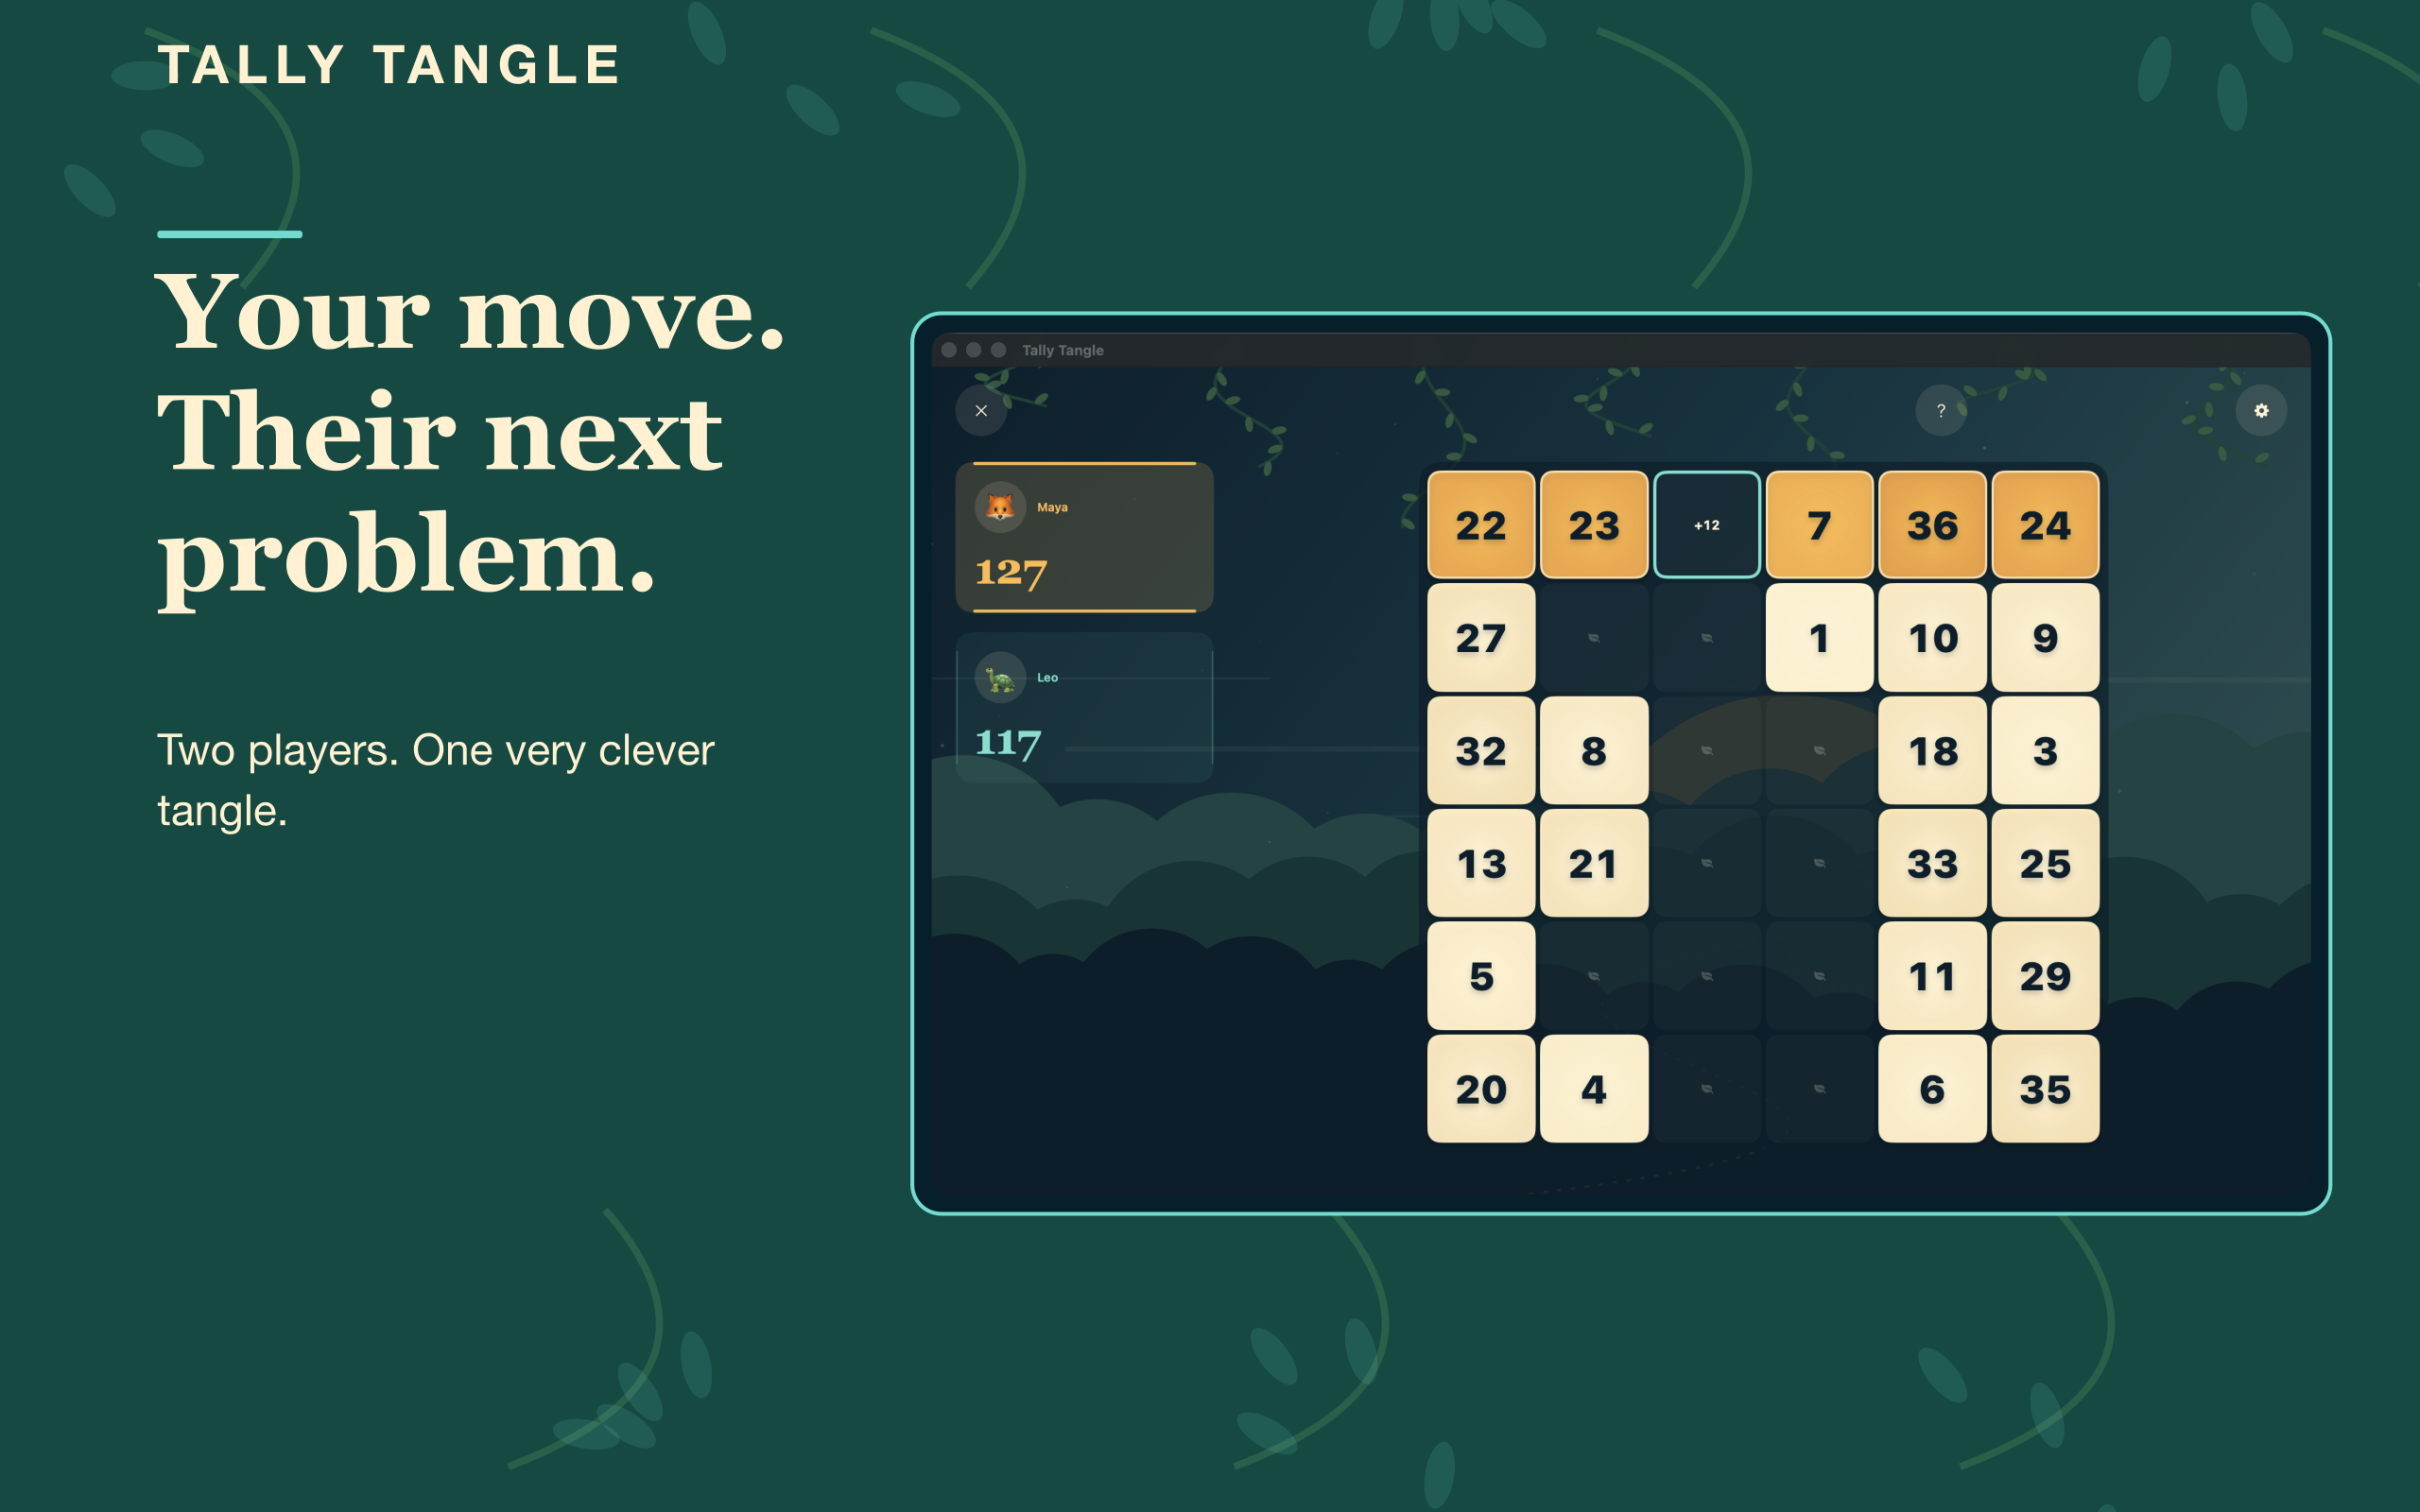 TALLY TANGLE
Your move.
Their next
problem.
Two players. One very clever
tangle.
Tally Tangle
?
Maya
127
Leo
117
22 23 +12 7 36 24
27 1 10 9
32 8 18 3
13 21 33 25
5 11 29
20 4 6 35